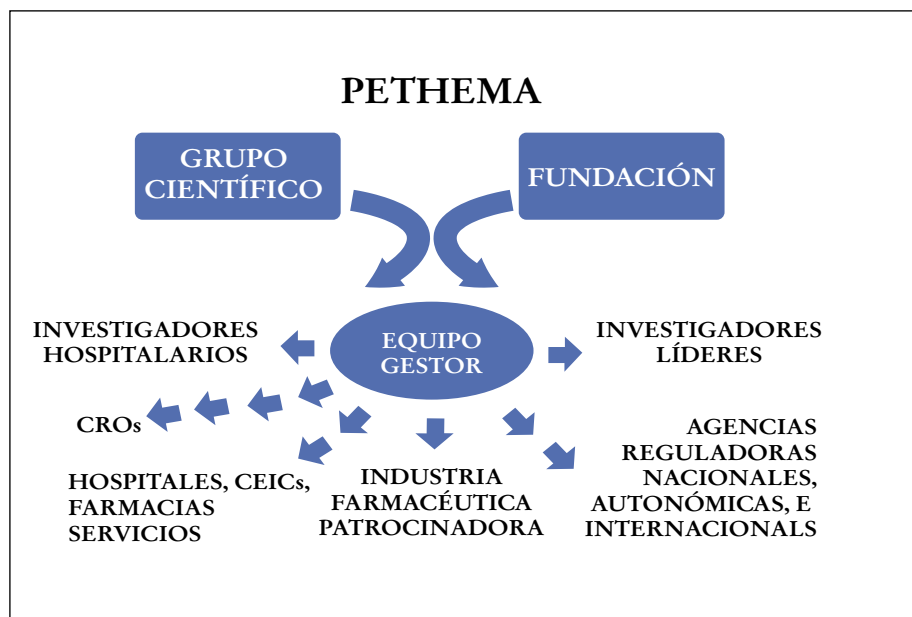 PETHEMA
GRUPO
CIENTÍFICO
FUNDACIÓN
EQUIPO
GESTOR
INVESTIGADORES
HOSPITALARIOS
INVESTIGADORES
LÍDERES
CROs
HOSPITALES, CEICs,
FARMACIAS
SERVICIOS
INDUSTRIA
FARMACÉUTICA
PATROCINADORA
AGENCIAS
REGULADORAS
NACIONALES,
AUTONÓMICAS, E
INTERNACIONALS